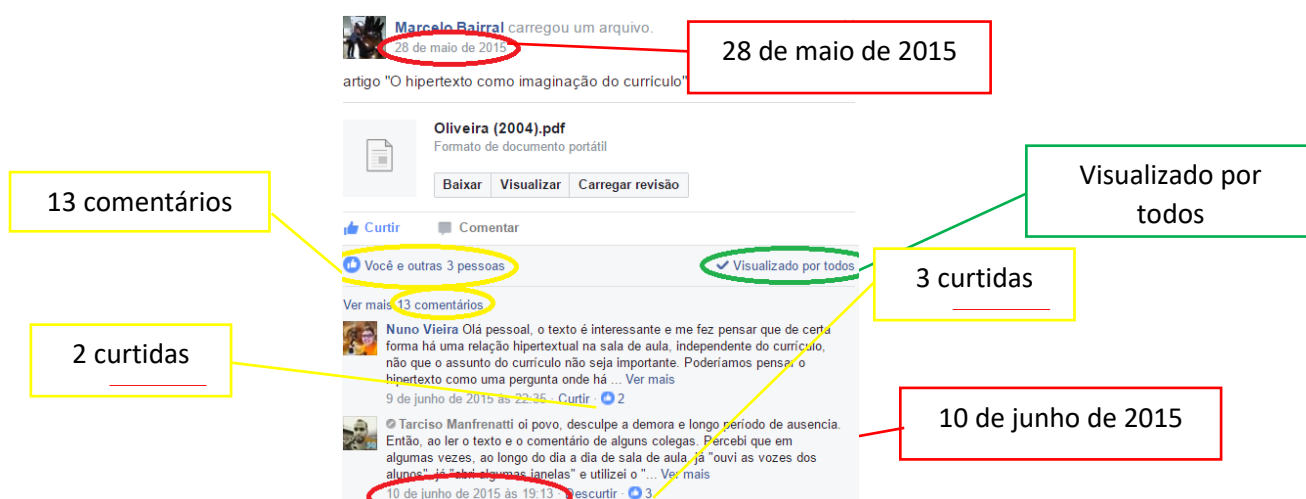 Marcelo Bairral carregou um arquivo.
28 de maio de 2015
28 de maio de 2015
artigo "O hipertexto como imaginação do currículo"
Oliveira (2004).pdf
Formato de documento portátil
Baixar Visualizar Carregar revisão
Visualizado por
todos
13 comentários
Curtir Comentar
Você e outras 3 pessoas
Visualizado por todos
3 curtidas
Ver mais 13 comentários
2 curtidas
Nuno Vieira Olá pessoal, o texto é interessante e me fez pensar que de certa
forma há uma relação hipertextual na sala de aula, independente do currículo,
não que o assunto do currículo não seja importante. Poderíamos pensar o
hipertexto como uma pergunta onde há ... Ver mais
9 de junho de 2015 às 22:35 · Curtir · 2
10 de junho de 2015
Tarciso Manfrenatti oi povo, desculpe a demora e longo período de ausencia.
Então, ao ler o texto e o comentário de alguns colegas. Percebi que em
algumas vezes, ao longo do dia a dia de sala de aula, já "ouvi as vozes dos
alunos", já "abri algumas janelas" e utilizei o "... Ver mais
10 de junho de 2015 às 19:13 · Descurtir · 3